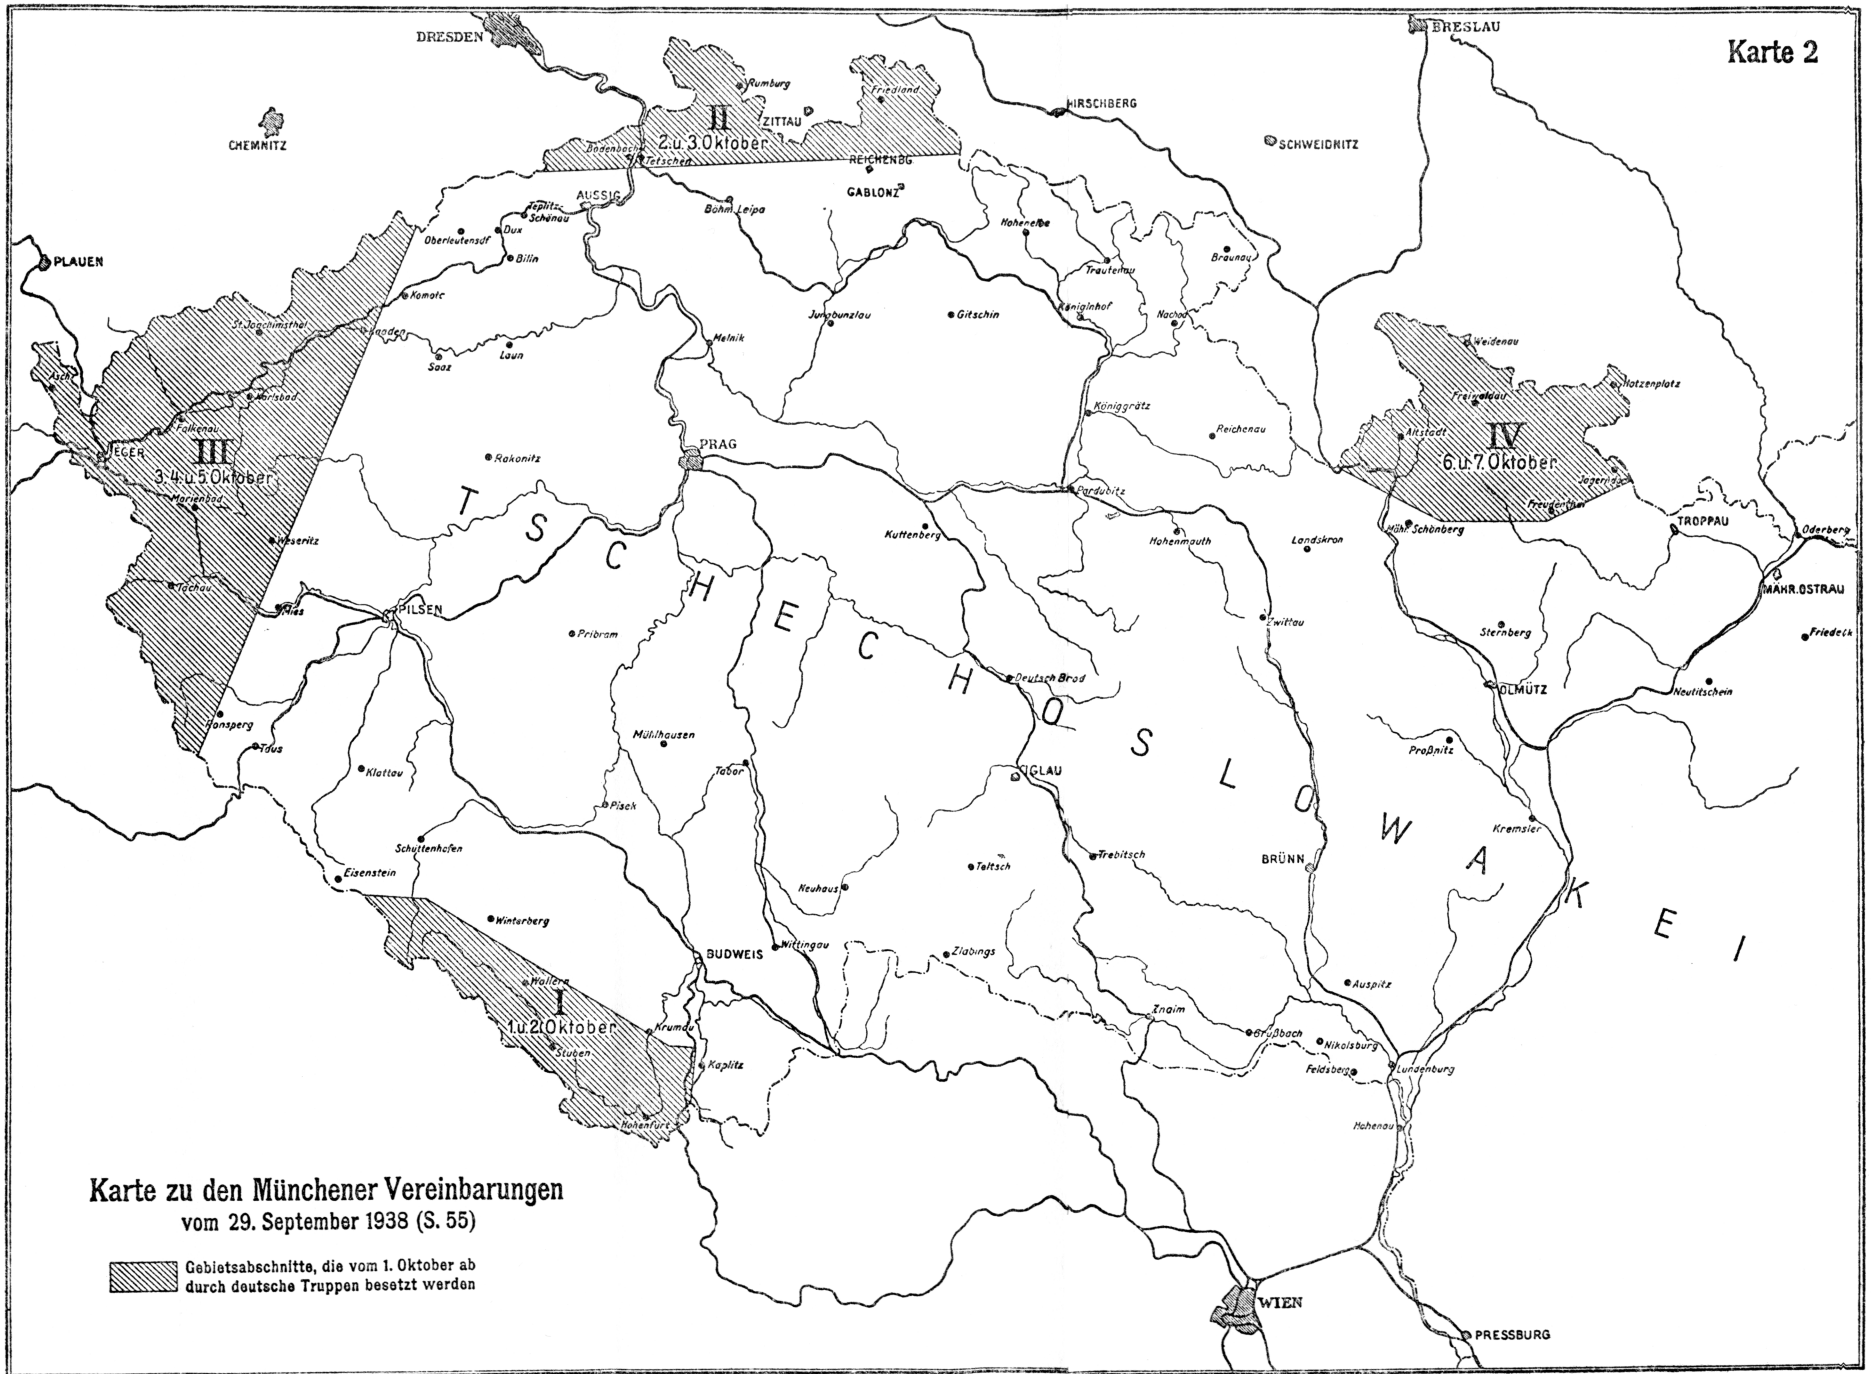 Karte 2
DRESDEN
BRESLAU
Rumburg
Friedland
II
2.u.3.Oktober
ZITTAU
HIRSCHBERG
CHEMNITZ
SCHWEIDNITZ
Bodenbach
Tetschen
REICHENBG
GABLONZ
AUSSIG
Teplitz-
Schönau
Böhm.Leipa
Oberleutensdf
Dux
Bilin
Hohenelbe
Trautenau
Braunau
PLAUEN
Komotc
St.Joachimsthal
Kaaden
Jungbunzlau
Gitschin
Königinhof
Nachod
Melnik
Laun
Saaz
Weidenau
Asch
Karlsbad
Freiwaldau
Hotzenplotz
Falkenau
Königgrätz
Reichenau
Altstadt
III
3.4.u.5.Oktober
EGER
PRAG
Rakonitz
IV
6.u.7.Oktober
Jägerndorf
Marienbad
Pardubitz
Freudenthal
Weseritz
Kuttenberg
Hohenmauth
Landskron
Mähr.Schönberg
TROPPAU
Oderberg
Tachau
MÄHR.OSTRAU
Mies
PILSEN
Pribram
Zwittau
Sternberg
Friedek
Deutsch Brod
OLMÜTZ
Neutitschein
Ronsperg
Taus
Mühlhausen
Proßnitz
Klattau
Tabor
IGLAU
Pisek
Kremsier
Schüttenhofen
Trebitsch
BRÜNN
Eisenstein
Teltsch
Neuhaus
TSCHECHOSLOWAKEI
Winterberg
BUDWEIS
Wittingau
Zlabings
Wallern
Auspitz
I
1.u.2.Oktober
Krumau
Znaim
Grußbach
Nikolsburg
Stuben
Kaplitz
Feldsberg
Lundenburg
Hohenfurt
Hohenau
Karte zu den Münchener Vereinbarungen
vom 29. September 1938 (S. 55)
Gebietsabschnitte, die vom 1. Oktober ab
durch deutsche Truppen besetzt werden
WIEN
PRESSBURG